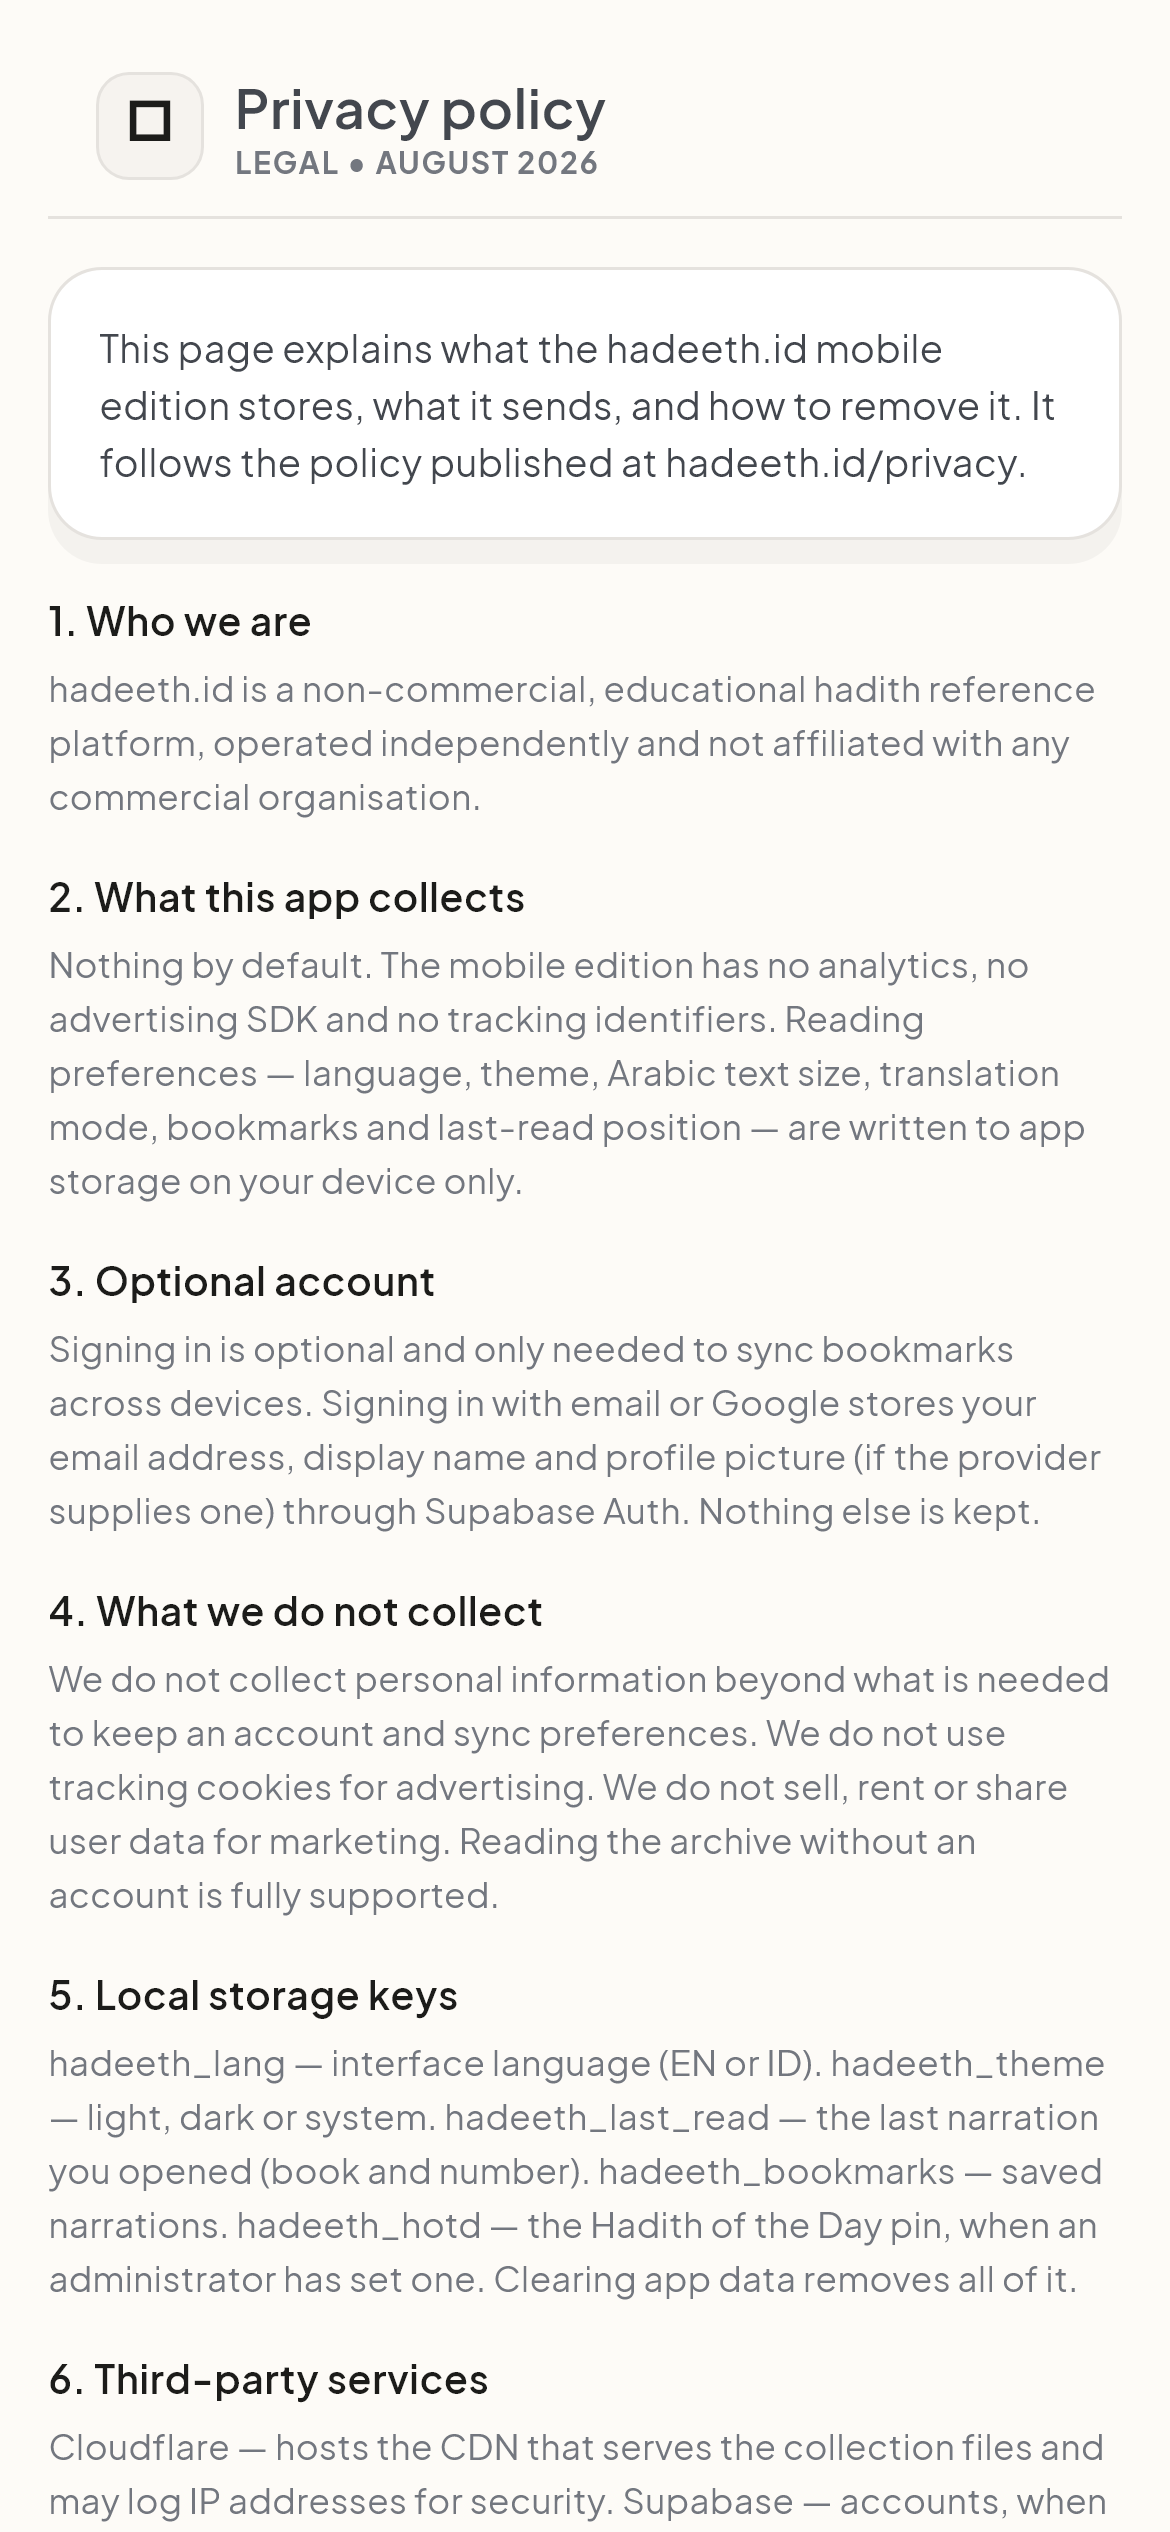 Privacy policy
LEGAL • AUGUST 2026
This page explains what the hadeeth.id mobile
edition stores, what it sends, and how to remove it. It
follows the policy published at hadeeth.id/privacy.
1. Who we are
hadeeth.id is a non-commercial, educational hadith reference
platform, operated independently and not affiliated with any
commercial organisation.
2. What this app collects
Nothing by default. The mobile edition has no analytics, no
advertising SDK and no tracking identifiers. Reading
preferences — language, theme, Arabic text size, translation
mode, bookmarks and last-read position — are written to app
storage on your device only.
3. Optional account
Signing in is optional and only needed to sync bookmarks
across devices. Signing in with email or Google stores your
email address, display name and profile picture (if the provider
supplies one) through Supabase Auth. Nothing else is kept.
4. What we do not collect
We do not collect personal information beyond what is needed
to keep an account and sync preferences. We do not use
tracking cookies for advertising. We do not sell, rent or share
user data for marketing. Reading the archive without an
account is fully supported.
5. Local storage keys
hadeeth_lang — interface language (EN or ID). hadeeth_theme
— light, dark or system. hadeeth_last_read — the last narration
you opened (book and number). hadeeth_bookmarks — saved
narrations. hadeeth_hotd — the Hadith of the Day pin, when an
administrator has set one. Clearing app data removes all of it.
6. Third-party services
Cloudflare — hosts the CDN that serves the collection files and
may log IP addresses for security. Supabase — accounts, when